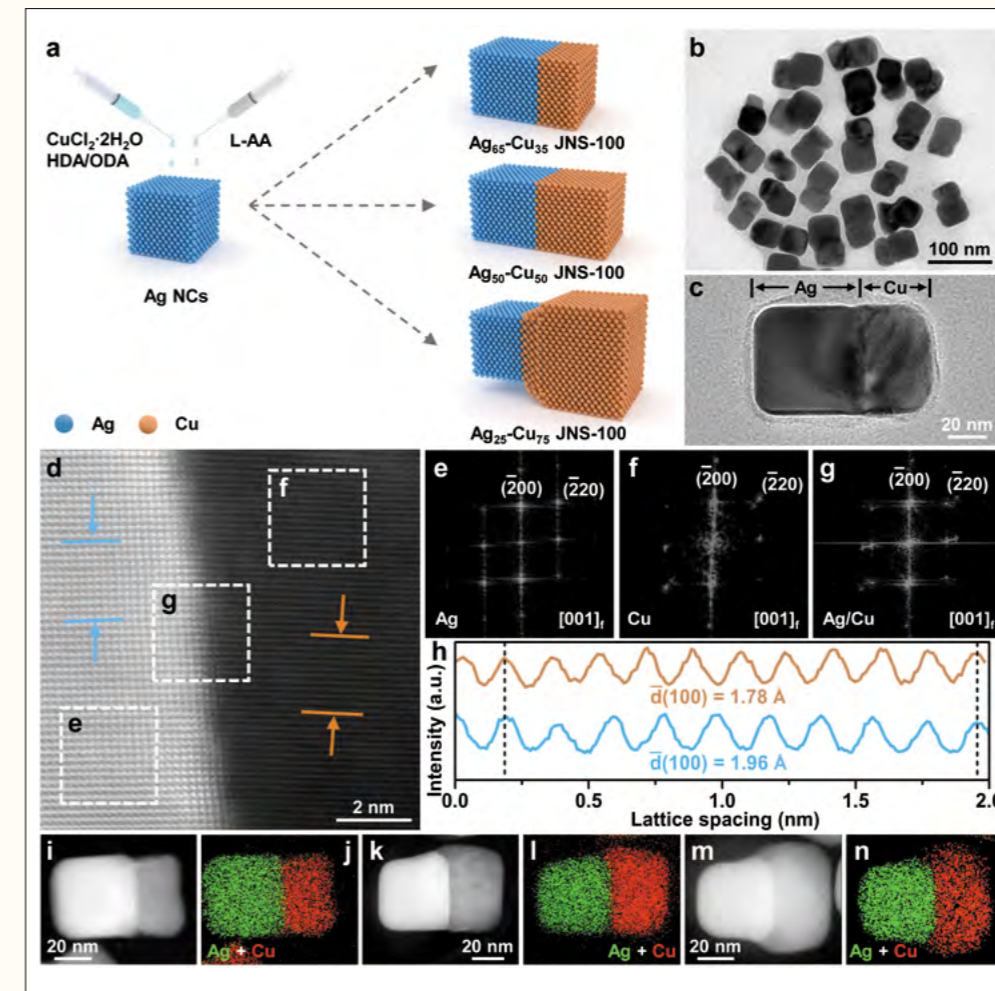 a
CuCl₂·2H₂O
HDA/ODA
L-AA
Ag NCs
Ag₆₅-Cu₃₅ JNS-100
Ag₅₀-Cu₅₀ JNS-100
Ag₂₅-Cu₇₅ JNS-100
Ag Cu
b
100 nm
c
Ag Cu
20 nm
d
f
g
e
2 nm
e
(2̅00) (2̅20)
Ag [001]f
f
(2̅00) (2̅20)
Cu [001]f
g
(2̅00) (2̅20)
Ag/Cu [001]f
h
Intensity (a.u.)
d̅(100) = 1.78 Å
d̅(100) = 1.96 Å
0.0 0.5 1.0 1.5 2.0
Lattice spacing (nm)
i
20 nm
j
Ag + Cu
k
20 nm
l
Ag + Cu
m
20 nm
n
Ag + Cu